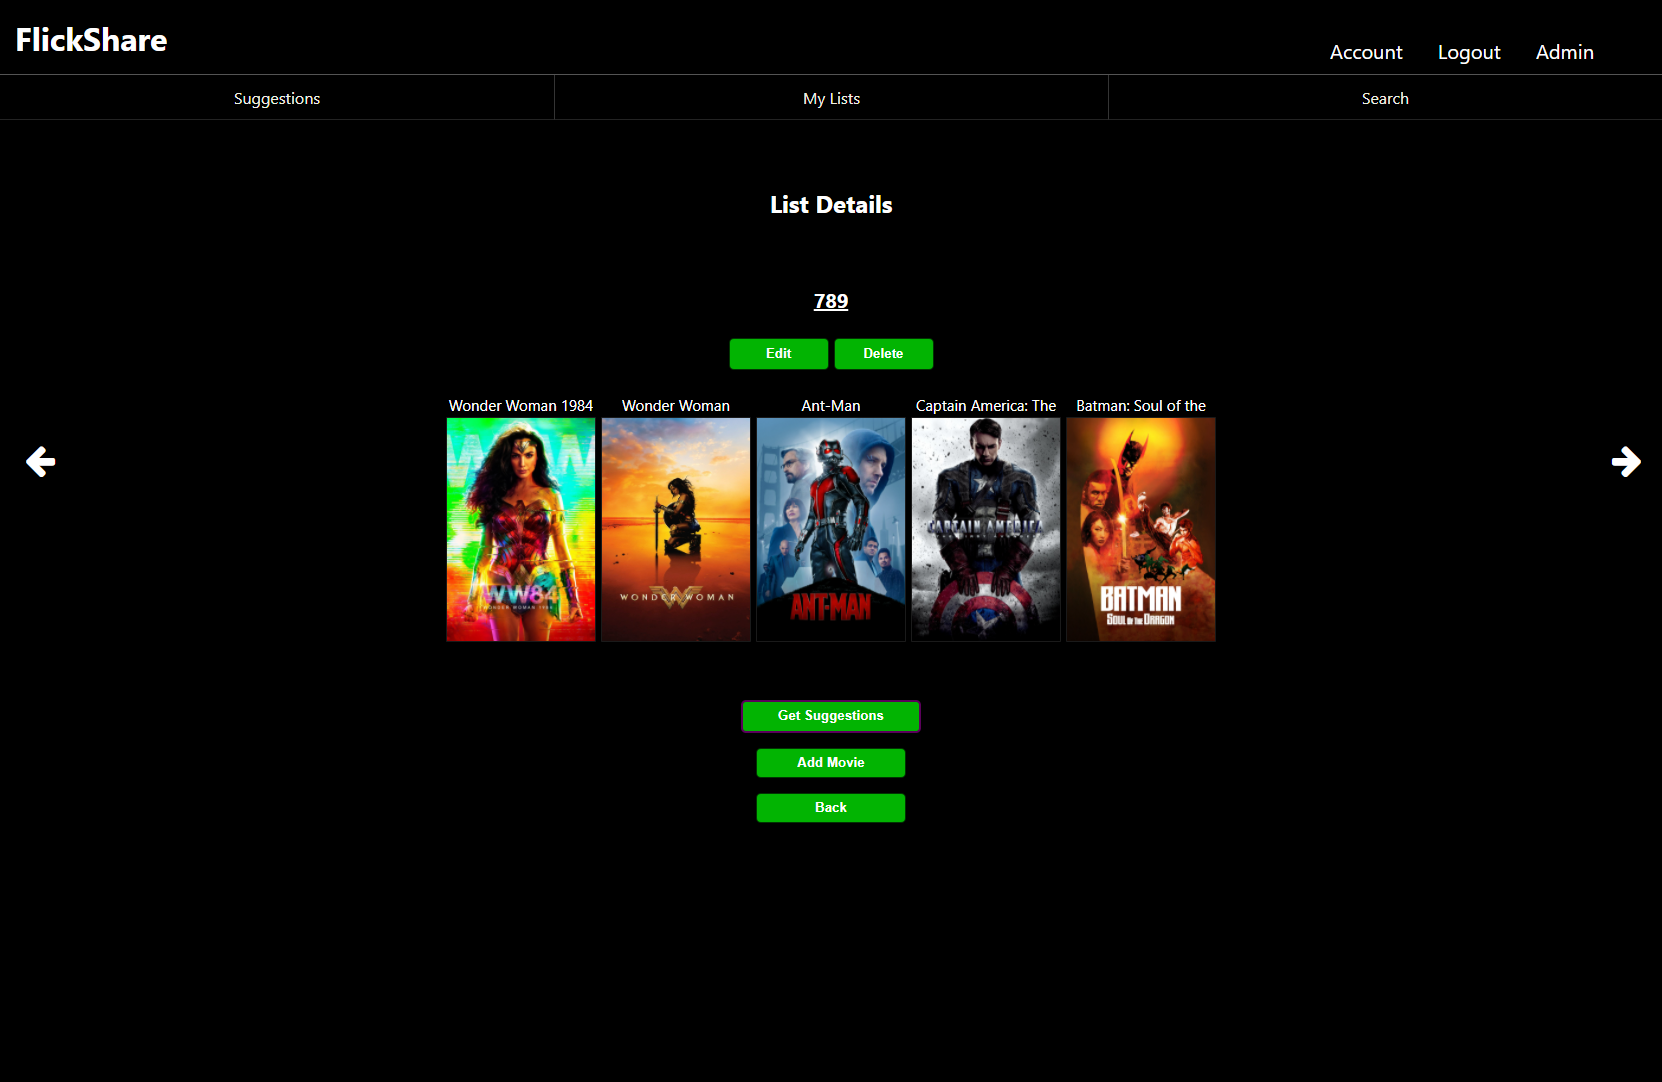 FlickShare
Account Logout Admin
Suggestions My Lists Search
List Details
789
Edit Delete
Wonder Woman 1984 Wonder Woman Ant-Man Captain America: The Batman: Soul of the
WW84
WONDER WOMAN 1984
WONDER WOMAN
ANT-MAN
CAPTAIN AMERICA
BATMAN
SOUL OF THE DRAGON
Get Suggestions
Add Movie
Back